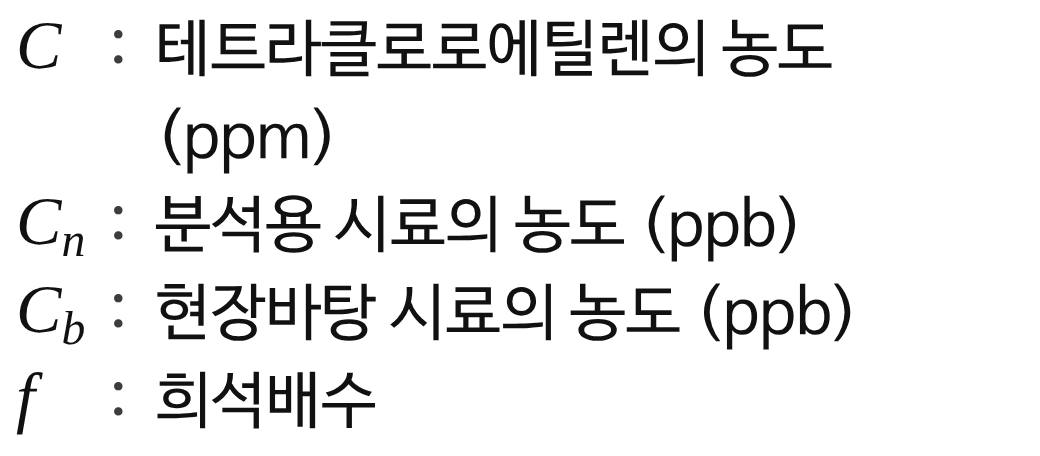 C : 테트라클로로에틸렌의 농도
(ppm)
Cn : 분석용 시료의 농도 (ppb)
Cb : 현장바탕 시료의 농도 (ppb)
f : 희석배수